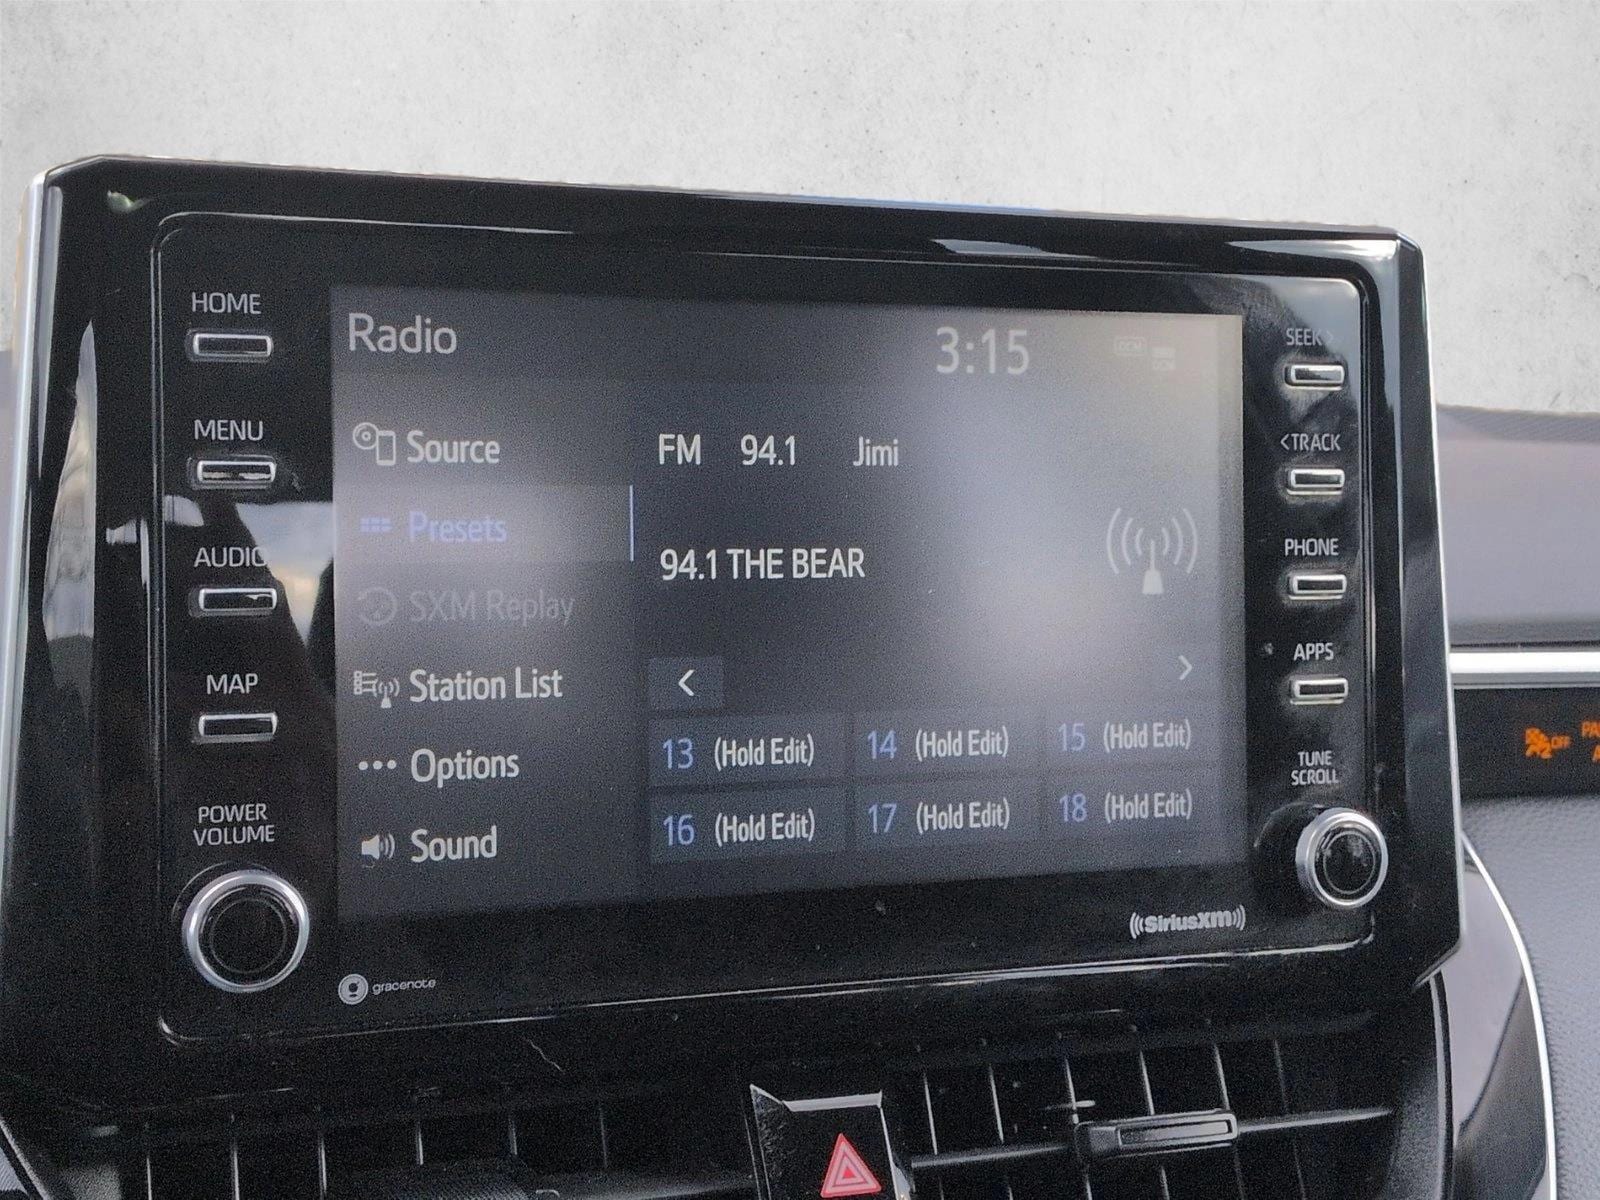 HOME
MENU
AUDIO
MAP
POWER
VOLUME
Radio
3:15
DCM
Source
Presets
SXM Replay
Station List
Options
Sound
FM 94.1 Jimi
94.1 THE BEAR
<
>
13 (Hold Edit) 14 (Hold Edit) 15 (Hold Edit)
16 (Hold Edit) 17 (Hold Edit) 18 (Hold Edit)
SEEK >
< TRACK
PHONE
APPS
TUNE
SCROLL
gracenote
SiriusXM
OFF